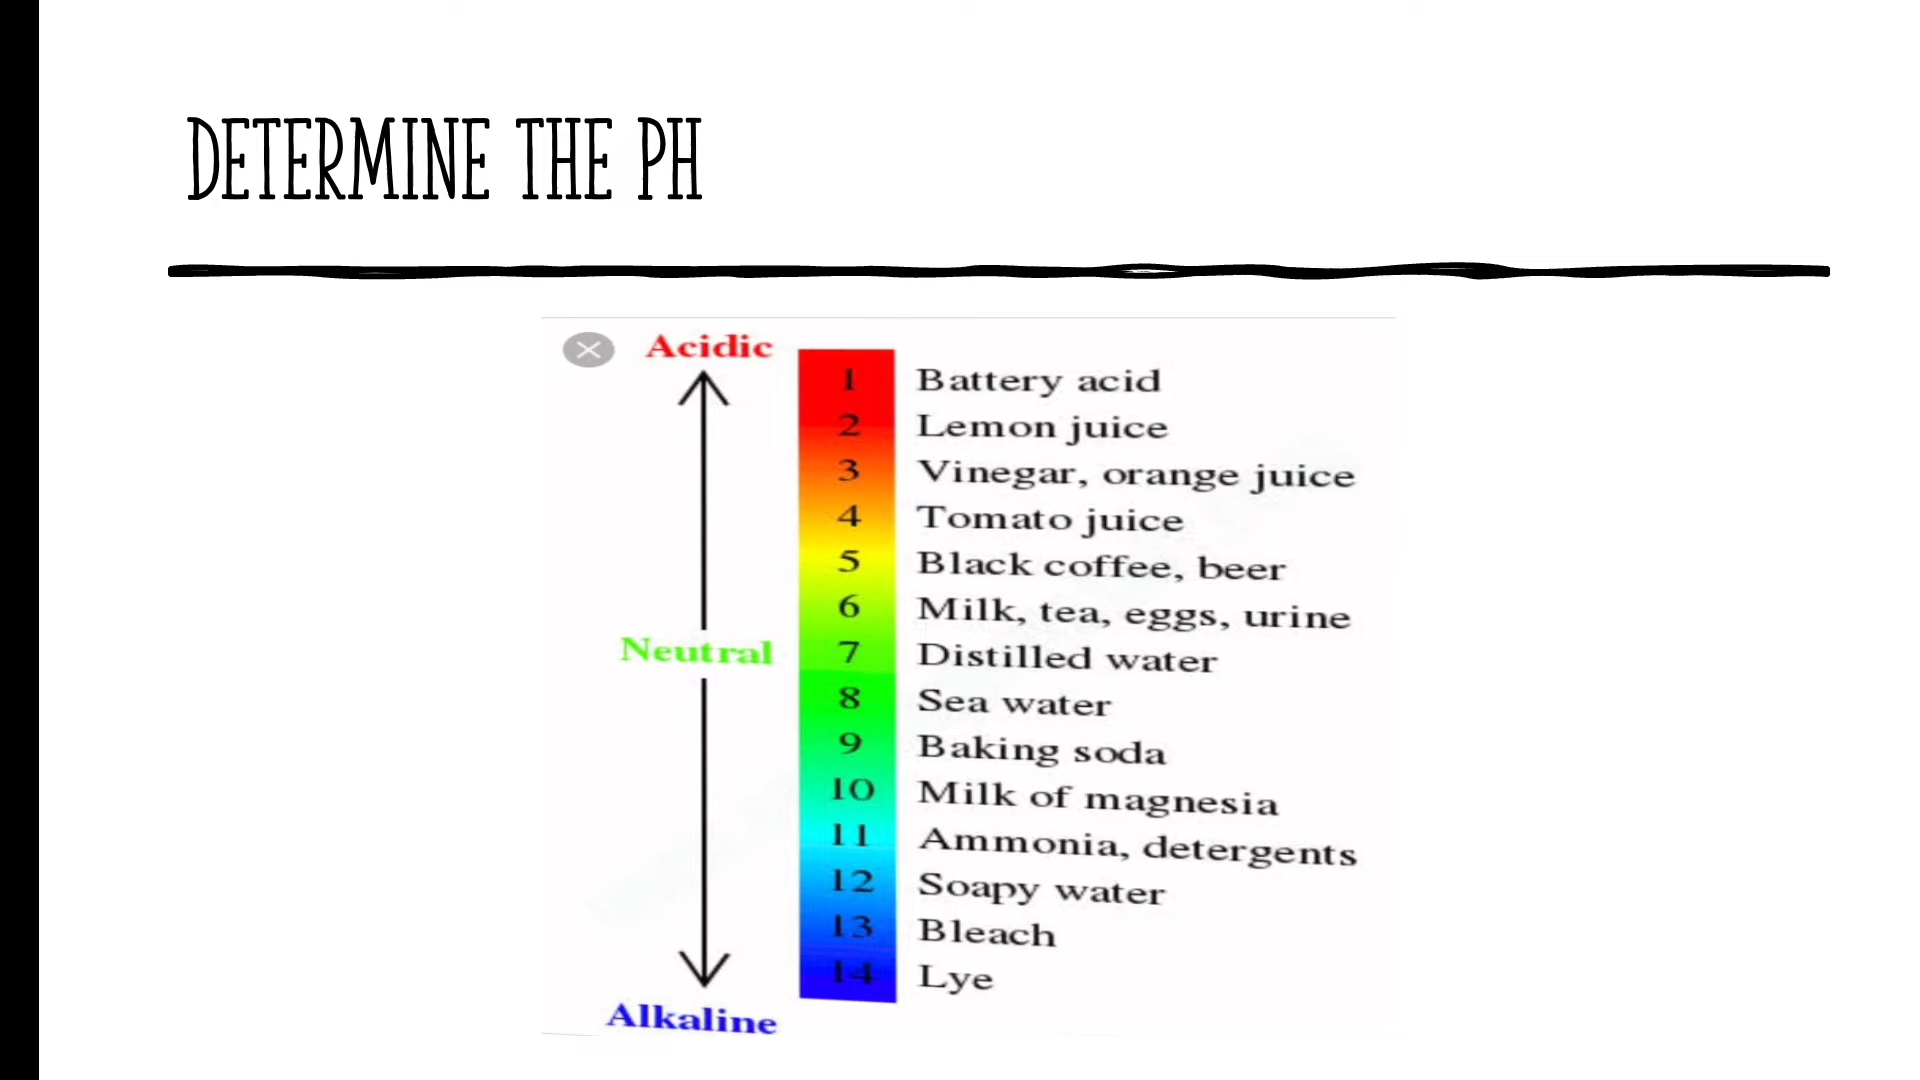 DETERMINE THE PH
Acidic
1 Battery acid
2 Lemon juice
3 Vinegar, orange juice
4 Tomato juice
5 Black coffee, beer
6 Milk, tea, eggs, urine
Neutral
7 Distilled water
8 Sea water
9 Baking soda
10 Milk of magnesia
11 Ammonia, detergents
12 Soapy water
13 Bleach
14 Lye
Alkaline